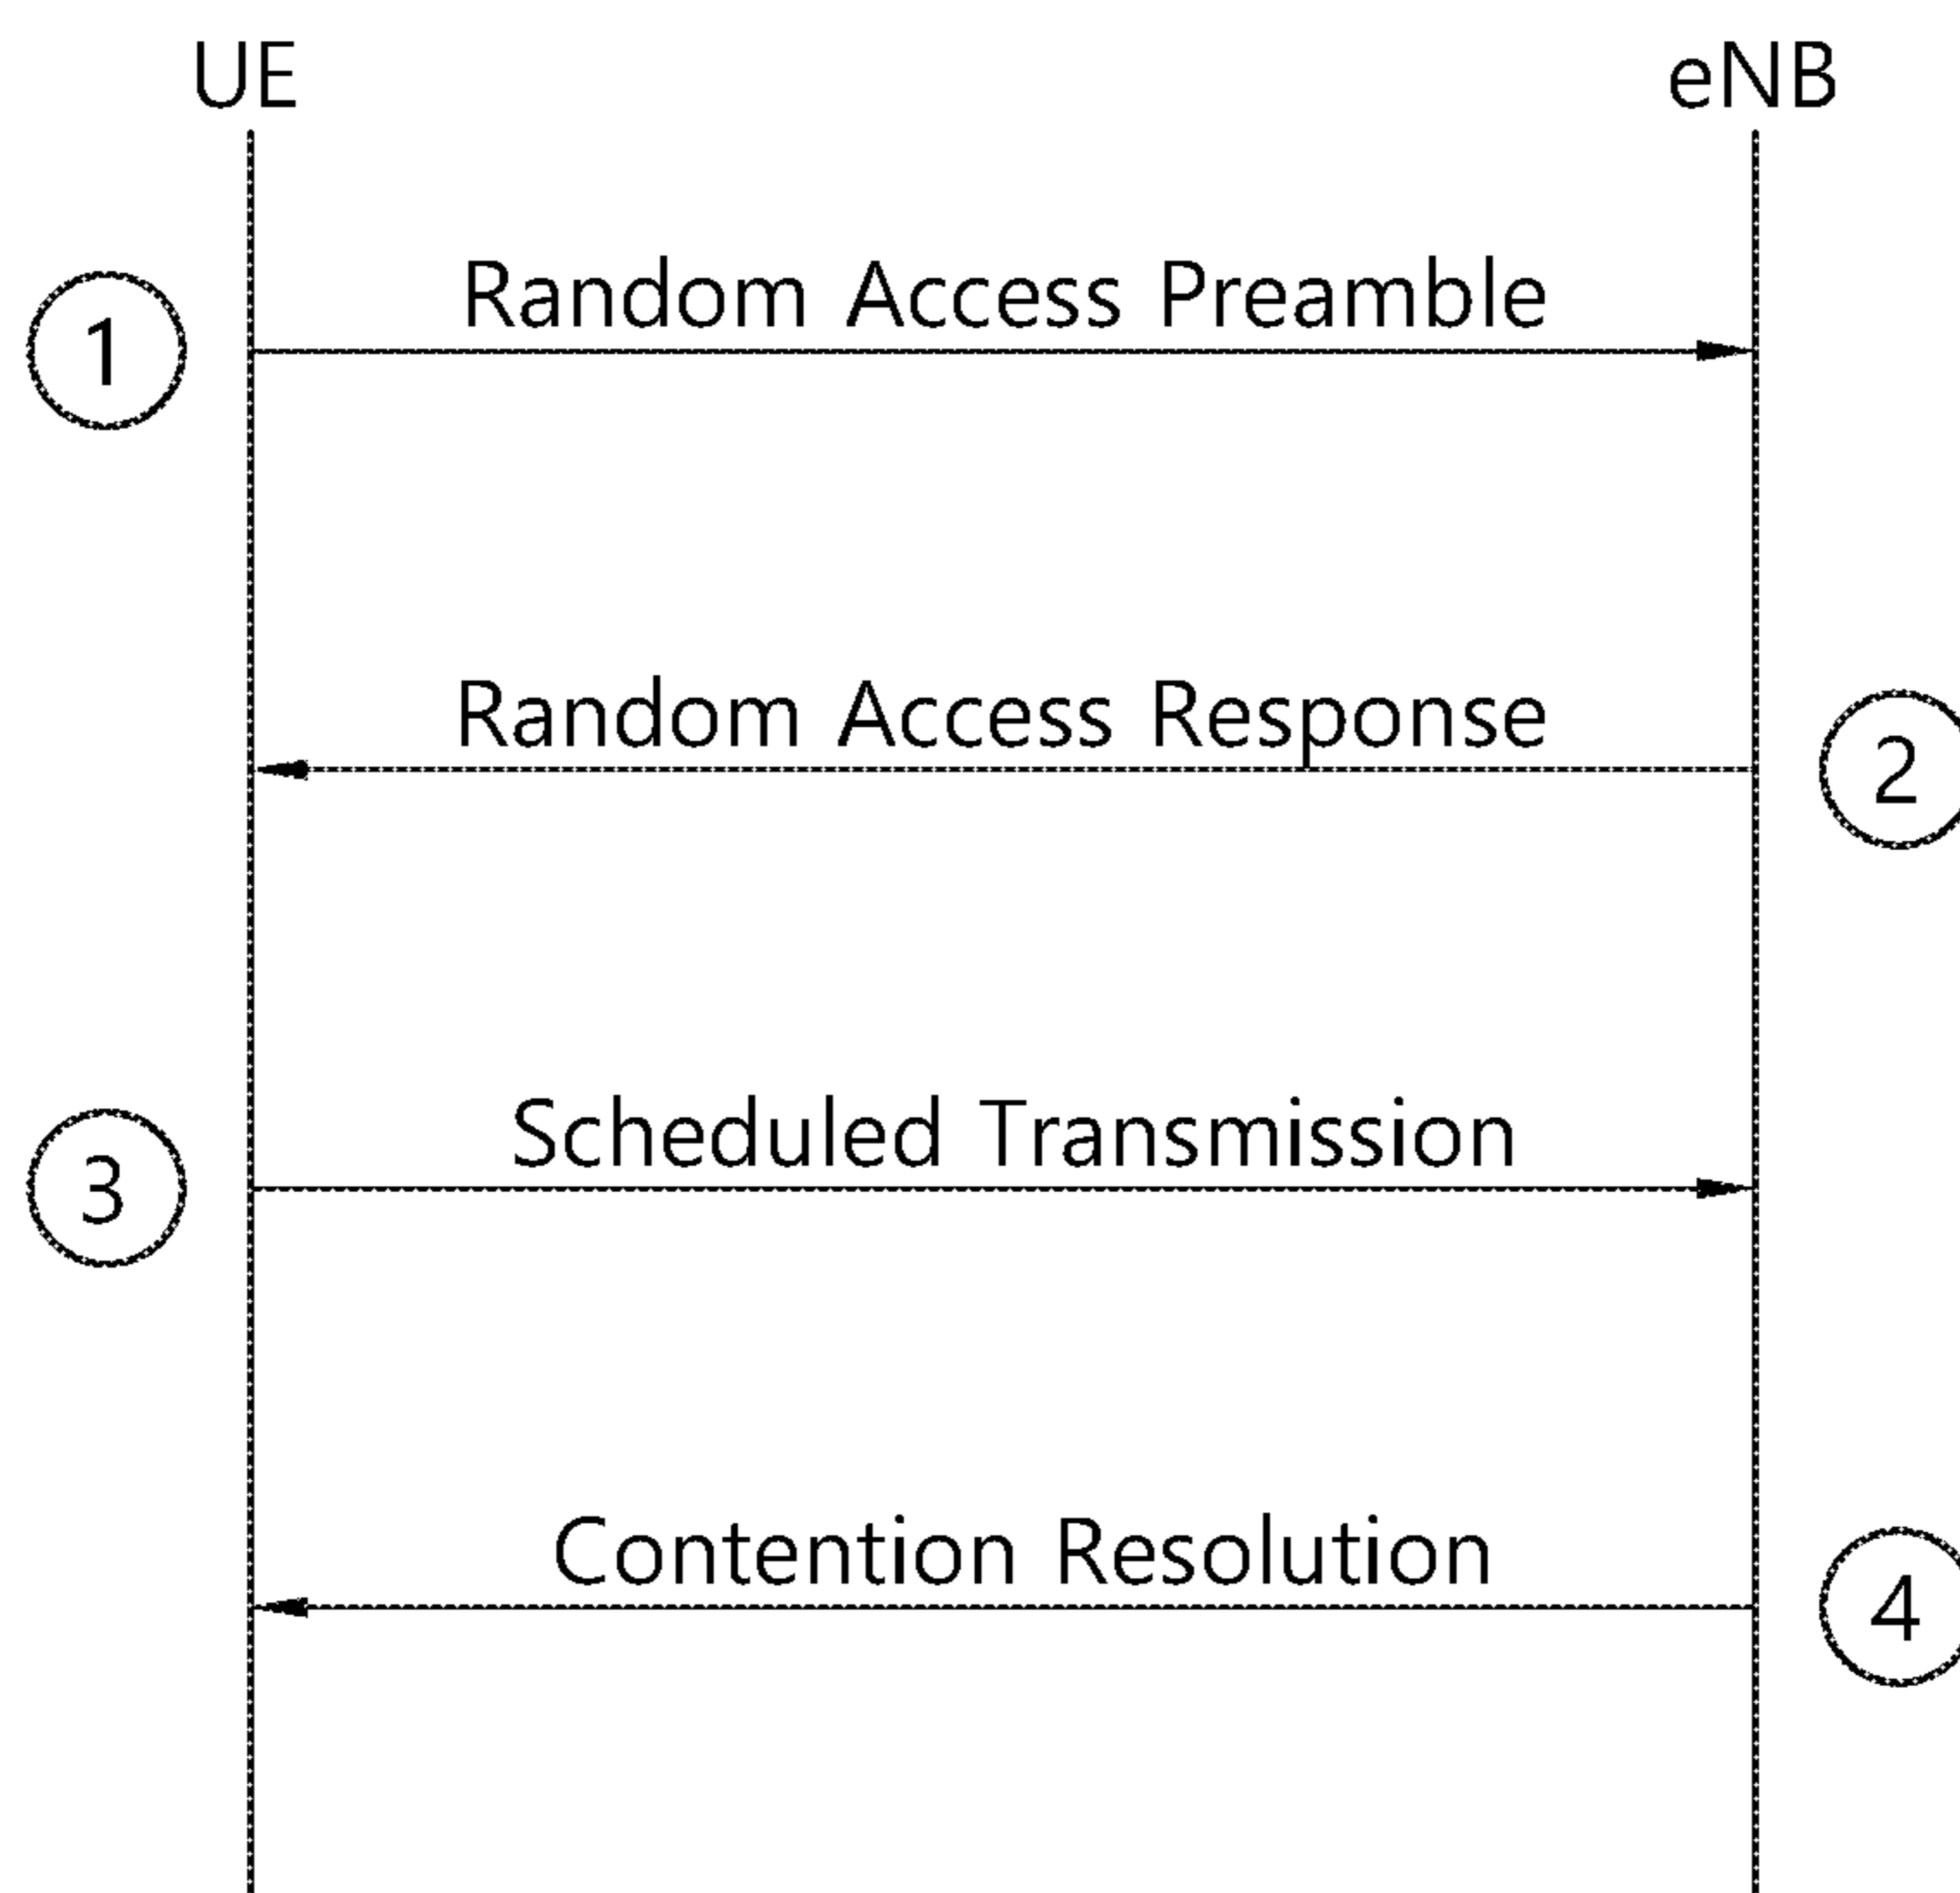 UE eNB
Random Access Preamble
1
Random Access Response
2
Scheduled Transmission
3
Contention Resolution
4